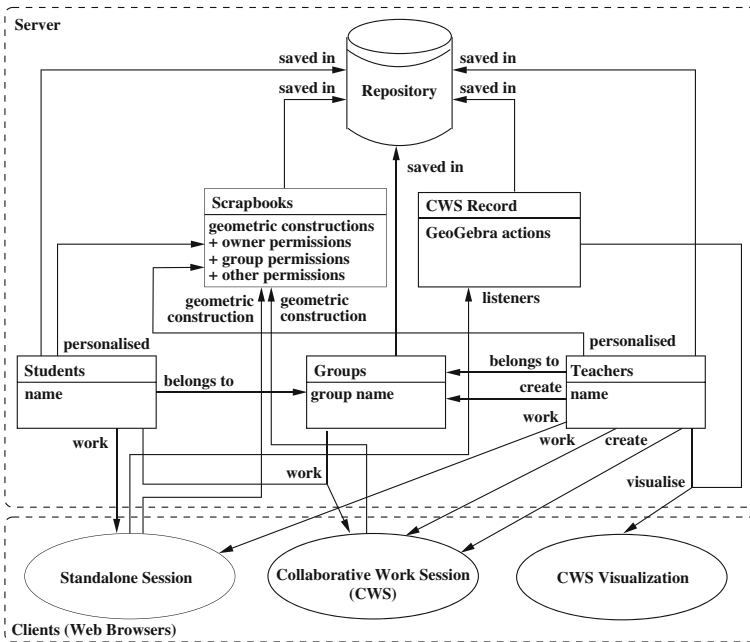 Server
saved in
saved in
saved in
saved in
Repository
saved in
Scrapbooks
geometric constructions
+ owner permissions
+ group permissions
+ other permissions
CWS Record
GeoGebra actions
geometric
construction
geometric
construction
listeners
personalised
personalised
Students
name
belongs to
Groups
group name
belongs to
create
Teachers
name
work
work
work
work
create
visualise
Standalone Session
Collaborative Work Session
(CWS)
CWS Visualization
Clients (Web Browsers)